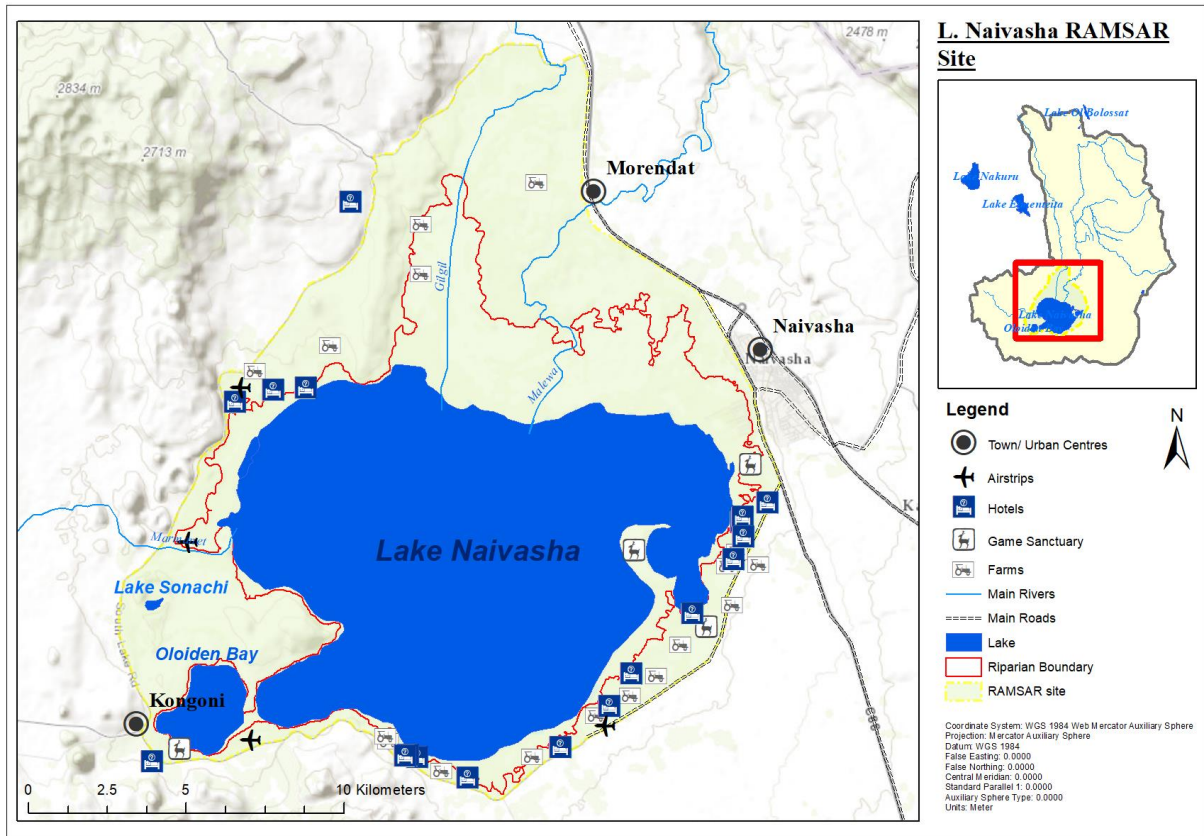 L. Naivasha RAMSAR
Site
2478 m
2834 m
2713 m
Morendat
Gilgil
Naivasha
Naivasha
Malewa
Lake Naivasha
Lake Sonachi
South Lake Rd
Oloiden Bay
Kongoni
0 2.5 5 10 Kilometers
Lake Ol Bolossat
Legend
N
Town/ Urban Centres
Airstrips
Hotels
Game Sanctuary
Farms
Main Rivers
Main Roads
Lake
Riparian Boundary
RAMSAR site
Coordinate System: WGS 1984 Web Mercator Auxiliary Sphere
Projection: Mercator Auxiliary Sphere
Datum: WGS 1984
False Easting: 0.0000
False Northing: 0.0000
Central Meridian: 0.0000
Standard Parallel 1: 0.0000
Auxiliary Sphere Type: 0.0000
Units: Meter